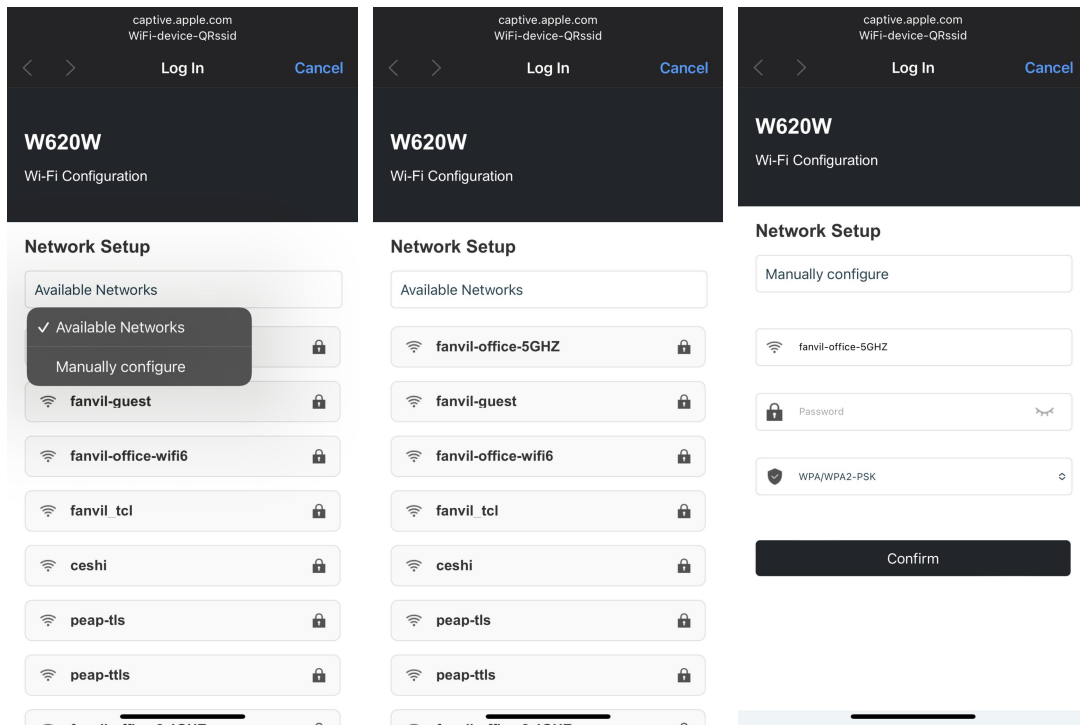 captive.apple.com
WiFi-device-QRssid
Log In
Cancel
W620W
Wi-Fi Configuration
Network Setup
Available Networks
✓ Available Networks
Manually configure
fanvil-guest
fanvil-office-wifi6
fanvil_tcl
ceshi
peap-tls
peap-ttls
captive.apple.com
WiFi-device-QRssid
Log In
Cancel
W620W
Wi-Fi Configuration
Network Setup
Available Networks
fanvil-office-5GHZ
fanvil-guest
fanvil-office-wifi6
fanvil_tcl
ceshi
peap-tls
peap-ttls
captive.apple.com
WiFi-device-QRssid
Log In
Cancel
W620W
Wi-Fi Configuration
Network Setup
Manually configure
fanvil-office-5GHZ
Password
WPA/WPA2-PSK
Confirm